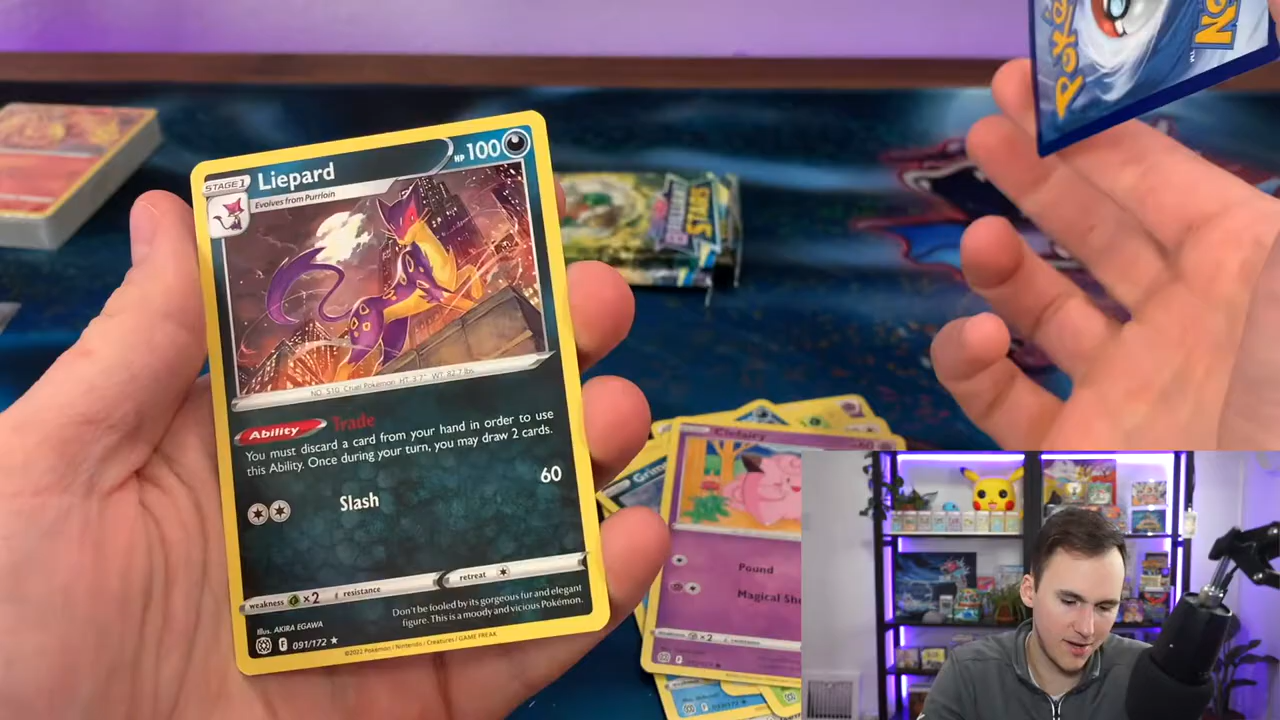 STAGE 1 Liepard HP 100
Evolves from Purrloin
NO. 510 Cruel Pokémon HT: 3'7" WT: 82.7 lbs
Ability Trade
You must discard a card from your hand in order to use
this Ability. Once during your turn, you may draw 2 cards.
Slash 60
weakness ×2 resistance retreat
Don't be fooled by its gorgeous fur and elegant
figure. This is a moody and vicious Pokémon.
Illus. AKIRA EGAWA
F 091/172 ★
©2022 Pokémon / Nintendo / Creatures / GAME FREAK
STARS
Clefairy 60
Pound
Magical Sh
×2